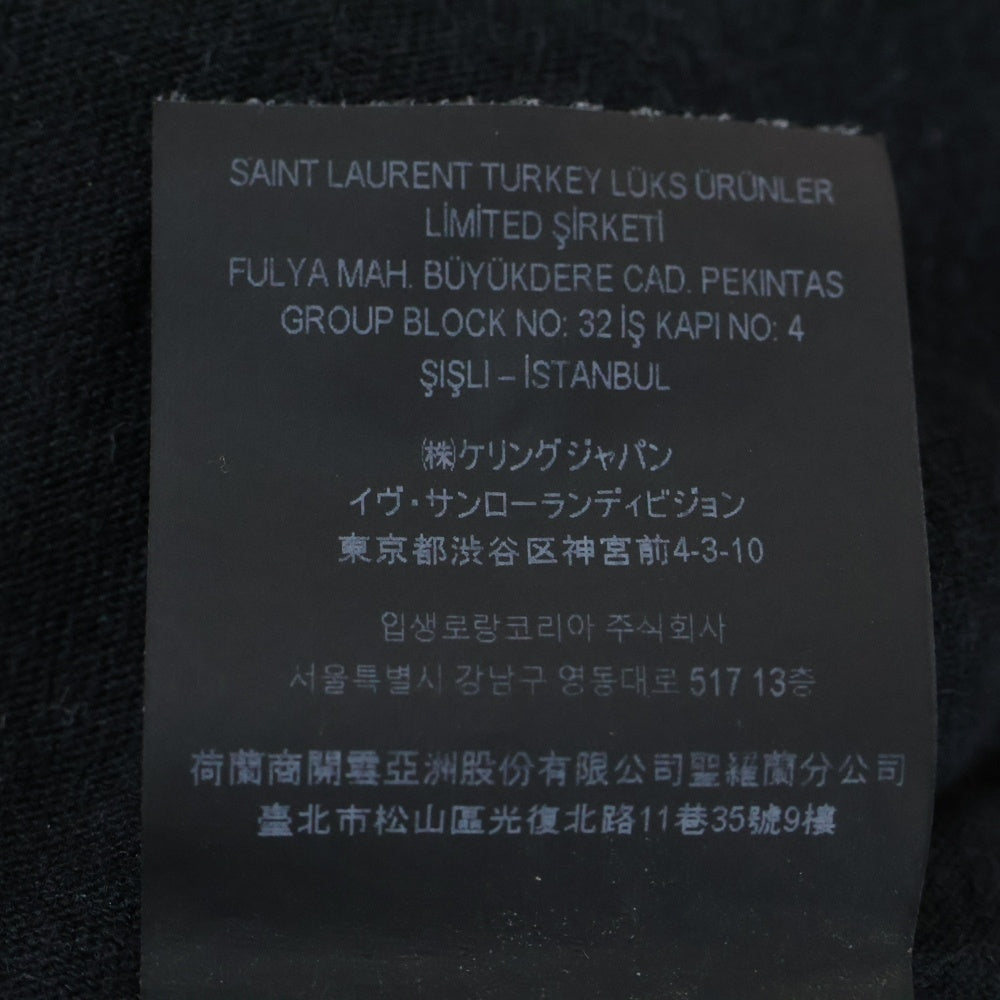 SAINT LAURENT TURKEY LÜKS ÜRÜNLER
LİMİTED ŞİRKETİ
FULYA MAH. BÜYÜKDERE CAD. PEKINTAS
GROUP BLOCK NO: 32 İŞ KAPI NO: 4
ŞIŞLI – İSTANBUL
㈱ケリングジャパン
イヴ・サンローランディビジョン
東京都渋谷区神宮前4-3-10
입생로랑코리아 주식회사
서울특별시 강남구 영동대로 517 13층
荷蘭商開雲亞洲股份有限公司聖羅蘭分公司
臺北市松山區光復北路11巷35號9樓